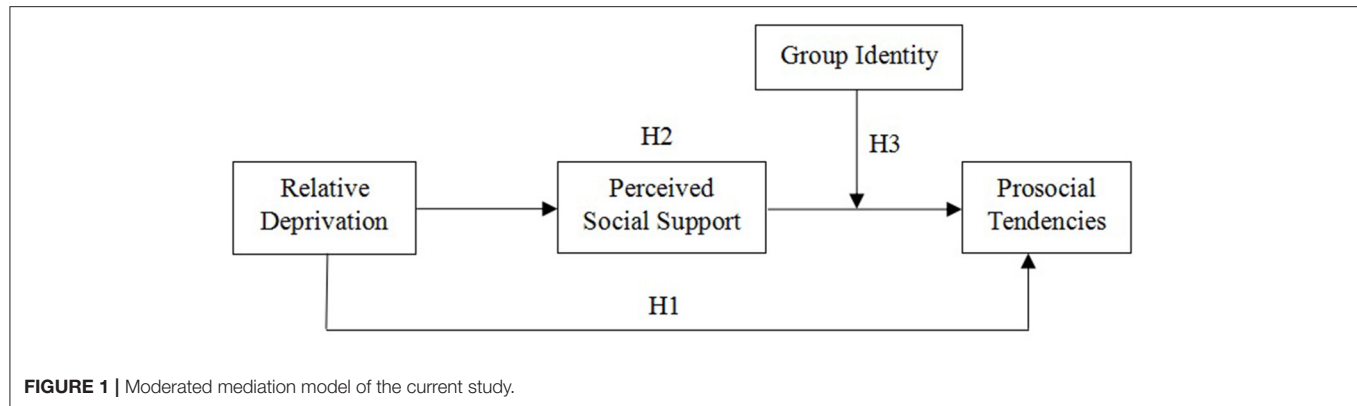 Group Identity
H2
H3
Relative
Deprivation
Perceived
Social Support
Prosocial
Tendencies
H1
FIGURE 1 | Moderated mediation model of the current study.